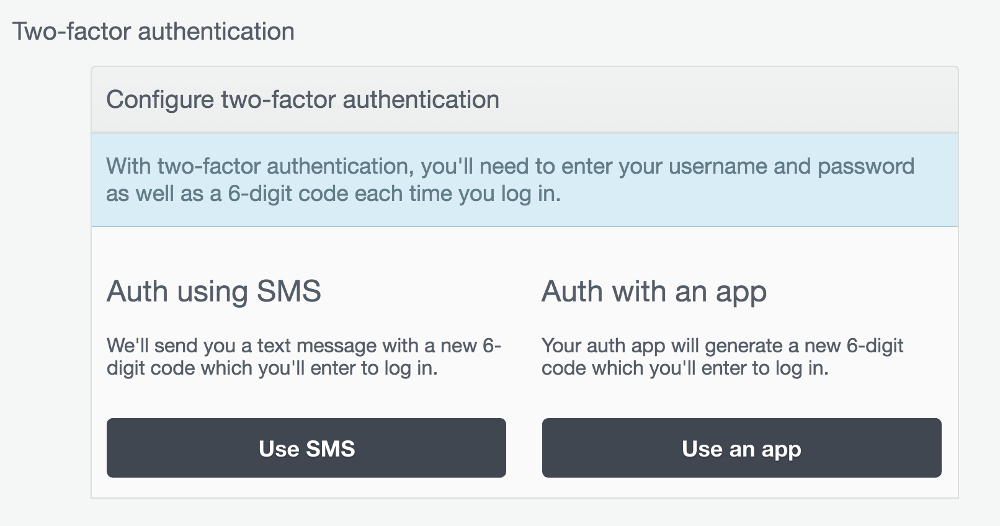 Two-factor authentication
Configure two-factor authentication
With two-factor authentication, you'll need to enter your username and password
as well as a 6-digit code each time you log in.
Auth using SMS
We'll send you a text message with a new 6-
digit code which you'll enter to log in.
Use SMS
Auth with an app
Your auth app will generate a new 6-digit
code which you'll enter to log in.
Use an app